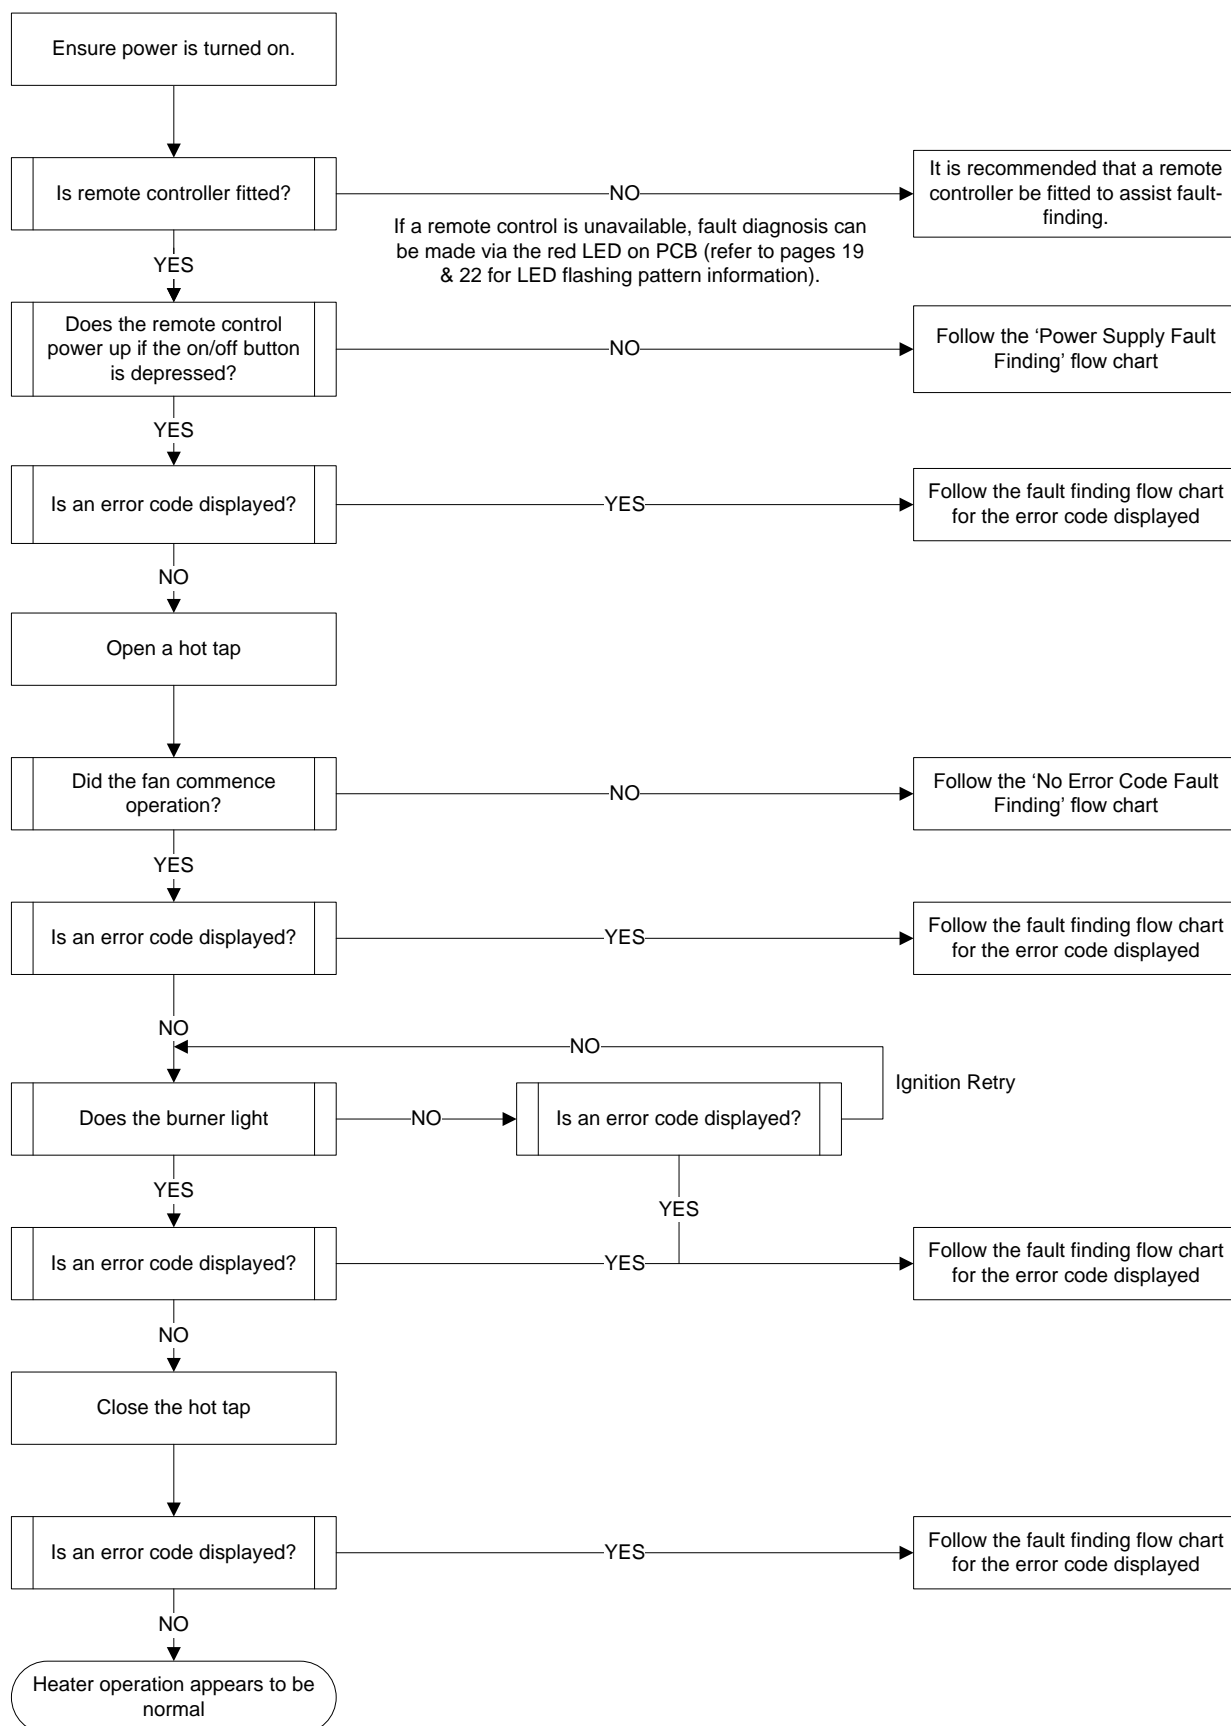 Ensure power is turned on.
Is remote controller fitted?
NO
It is recommended that a remote
controller be fitted to assist fault-
finding.
If a remote control is unavailable, fault diagnosis can
be made via the red LED on PCB (refer to pages 19
& 22 for LED flashing pattern information).
YES
Does the remote control
power up if the on/off button
is depressed?
NO
Follow the ‘Power Supply Fault
Finding’ flow chart
YES
Is an error code displayed?
YES
Follow the fault finding flow chart
for the error code displayed
NO
Open a hot tap
Did the fan commence
operation?
NO
Follow the ‘No Error Code Fault
Finding’ flow chart
YES
Is an error code displayed?
YES
Follow the fault finding flow chart
for the error code displayed
NO
NO
Ignition Retry
Does the burner light
NO
Is an error code displayed?
YES
YES
Is an error code displayed?
YES
Follow the fault finding flow chart
for the error code displayed
NO
Close the hot tap
Is an error code displayed?
YES
Follow the fault finding flow chart
for the error code displayed
NO
Heater operation appears to be
normal